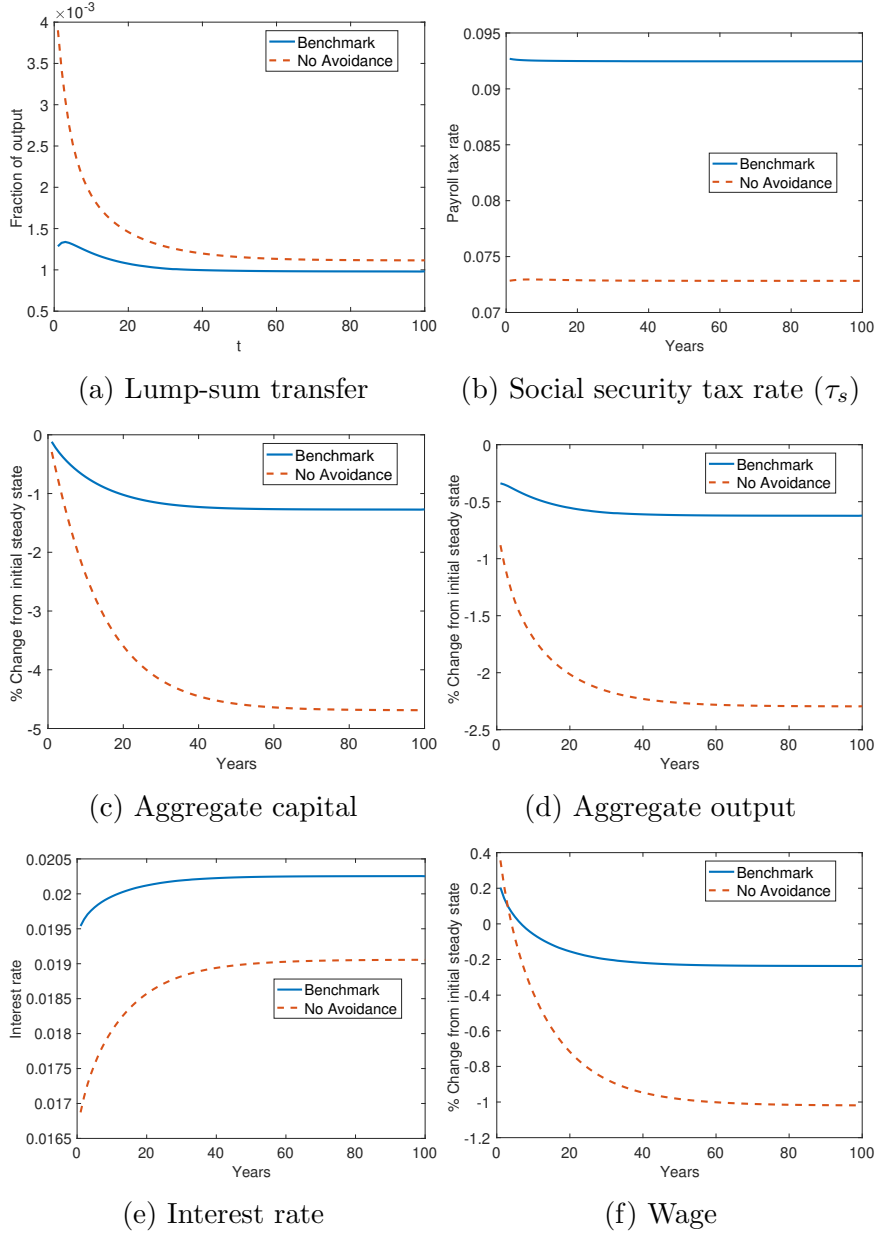 ×10⁻³
4
3.5
3
2.5
2
1.5
1
0.5
Fraction of output
Benchmark
No Avoidance
0 20 40 60 80 100
t
(a) Lump-sum transfer
0.095
0.09
0.085
0.08
0.075
0.07
Payroll tax rate
Benchmark
No Avoidance
0 20 40 60 80 100
Years
(b) Social security tax rate (τₛ)
0
-1
-2
-3
-4
-5
% Change from initial steady state
Benchmark
No Avoidance
0 20 40 60 80 100
Years
(c) Aggregate capital
0
-0.5
-1
-1.5
-2
-2.5
% Change from initial steady state
Benchmark
No Avoidance
0 20 40 60 80 100
Years
(d) Aggregate output
0.0205
0.02
0.0195
0.019
0.0185
0.018
0.0175
0.017
0.0165
Interest rate
Benchmark
No Avoidance
0 20 40 60 80 100
Years
(e) Interest rate
0.4
0.2
0
-0.2
-0.4
-0.6
-0.8
-1
-1.2
% Change from initial steady state
Benchmark
No Avoidance
0 20 40 60 80 100
Years
(f) Wage